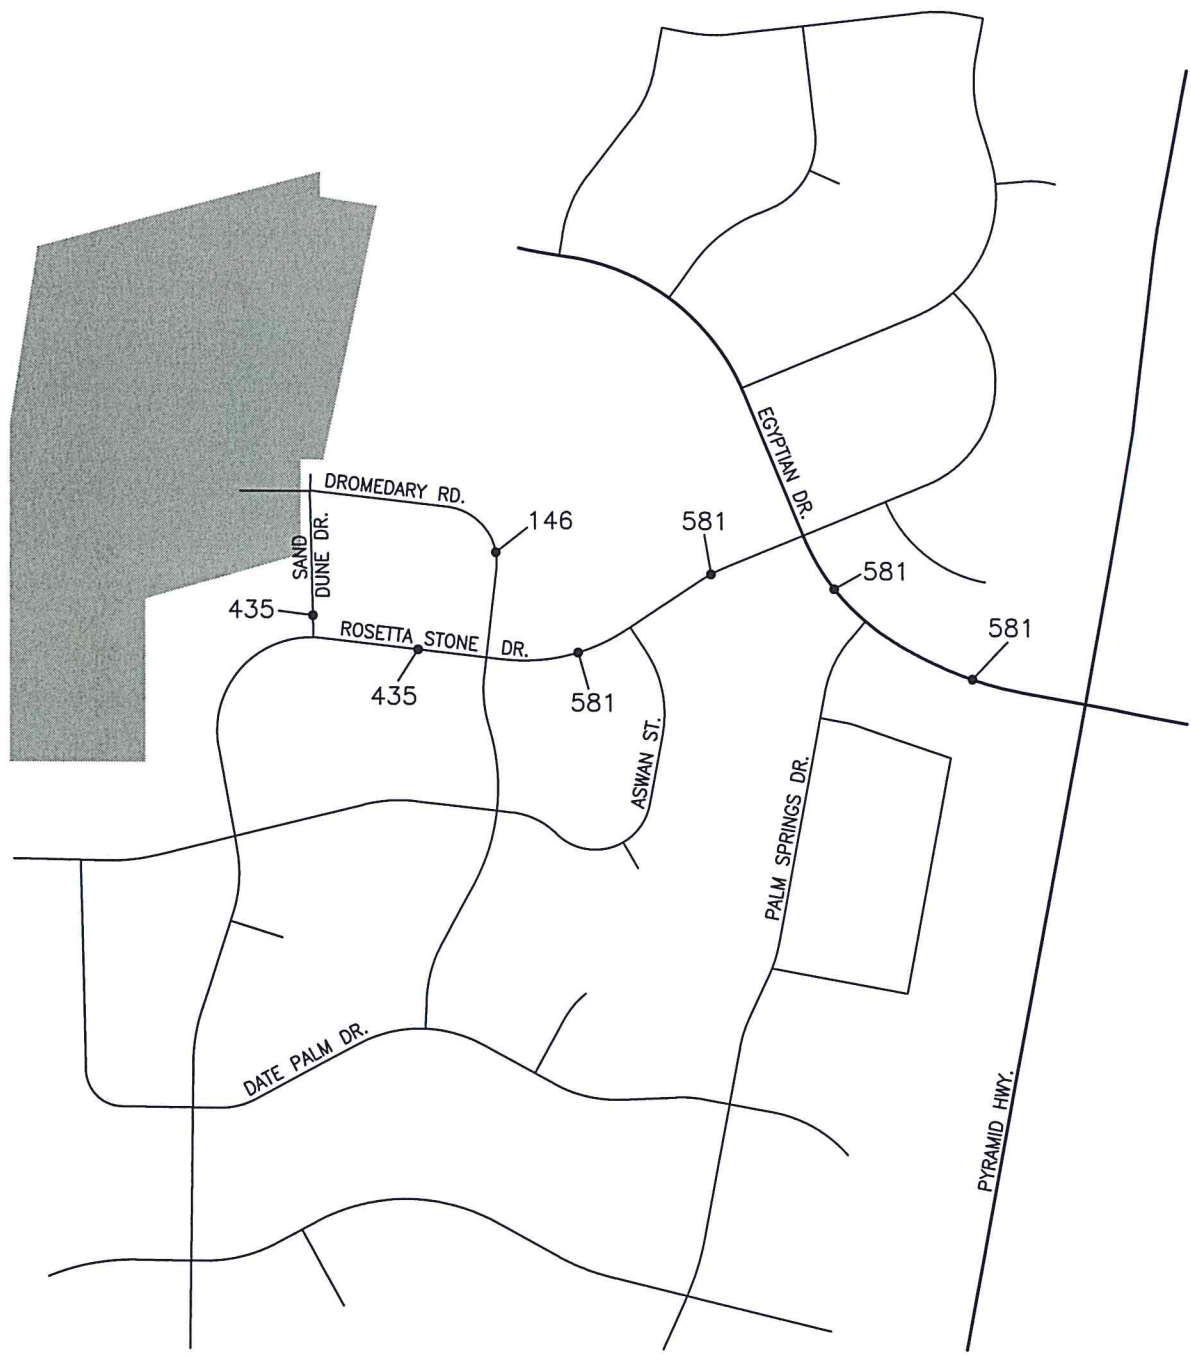 EGYPTIAN DR.
DROMEDARY RD.
146
581
SAND
DUNE DR.
581
435
ROSETTA STONE DR.
581
435
581
ASWAN ST.
PALM SPRINGS DR.
DATE PALM DR.
PYRAMID HWY.